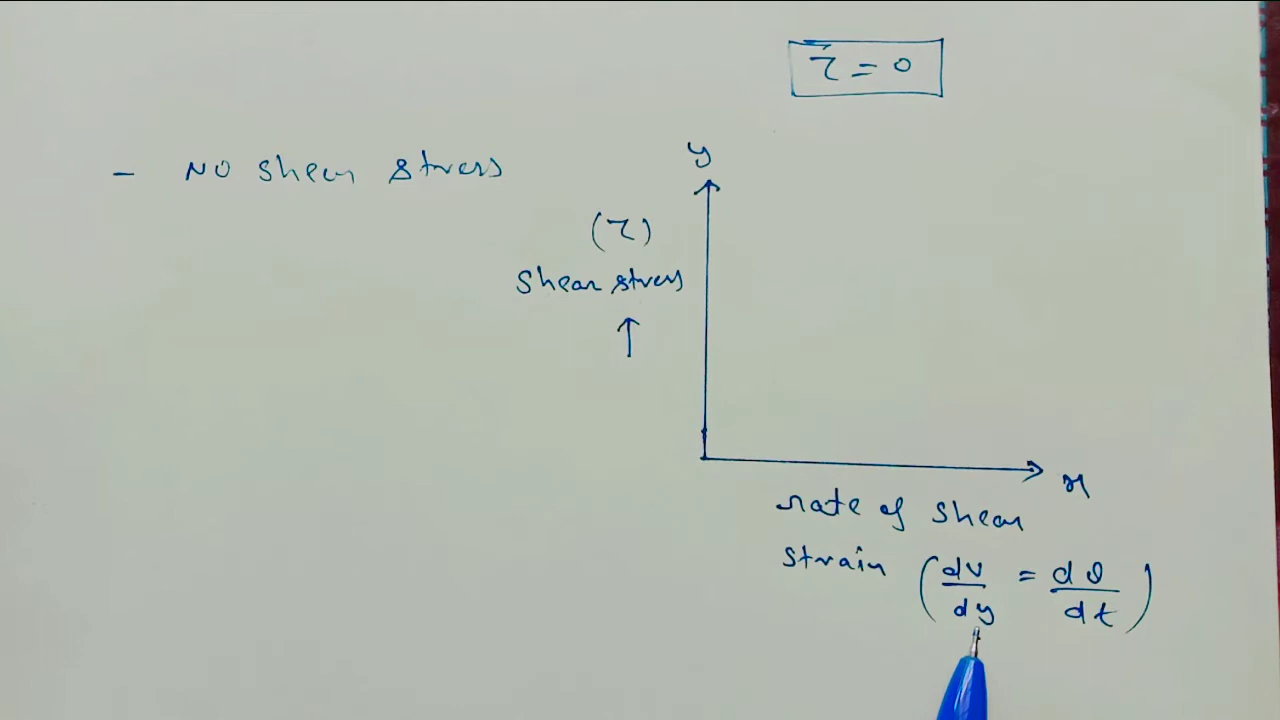 τ = 0
- NO shear stress
y
(τ)
shear stress
↑
x
rate of shear
strain (dv/dy = dθ/dt)